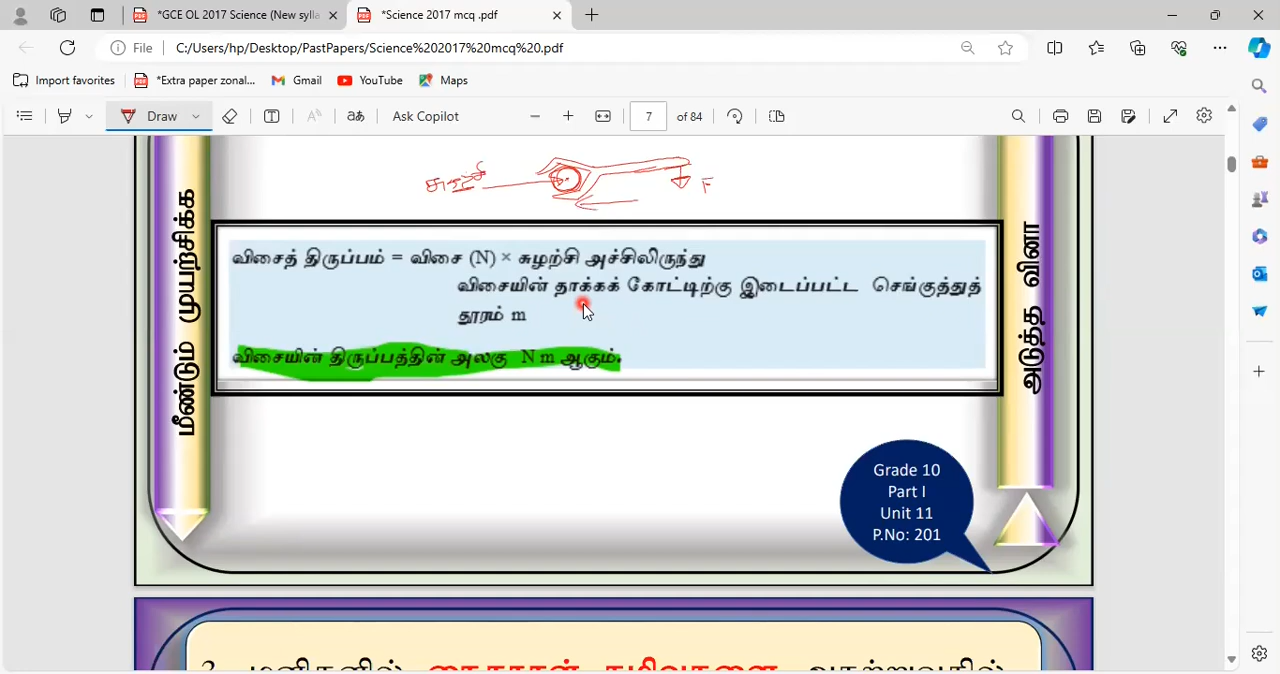 *GCE OL 2017 Science (New sylla
*Science 2017 mcq .pdf
File
C:/Users/hp/Desktop/PastPapers/Science%202017%20mcq%20.pdf
Import favorites
*Extra paper zonal...
Gmail
YouTube
Maps
Draw
Ask Copilot
7
of 84
F
மீண்டும் முயற்சிக்க
விசைத் திருப்பம் = விசை (N) × சுழற்சி அச்சிலிருந்து
விசையின் தாக்கக் கோட்டிற்கு இடைப்பட்ட செங்குத்துத்
தூரம் m
விசையின் திருப்பத்தின் அலகு N m ஆகும்.
அடுத்த வினா
Grade 10
Part I
Unit 11
P.No: 201